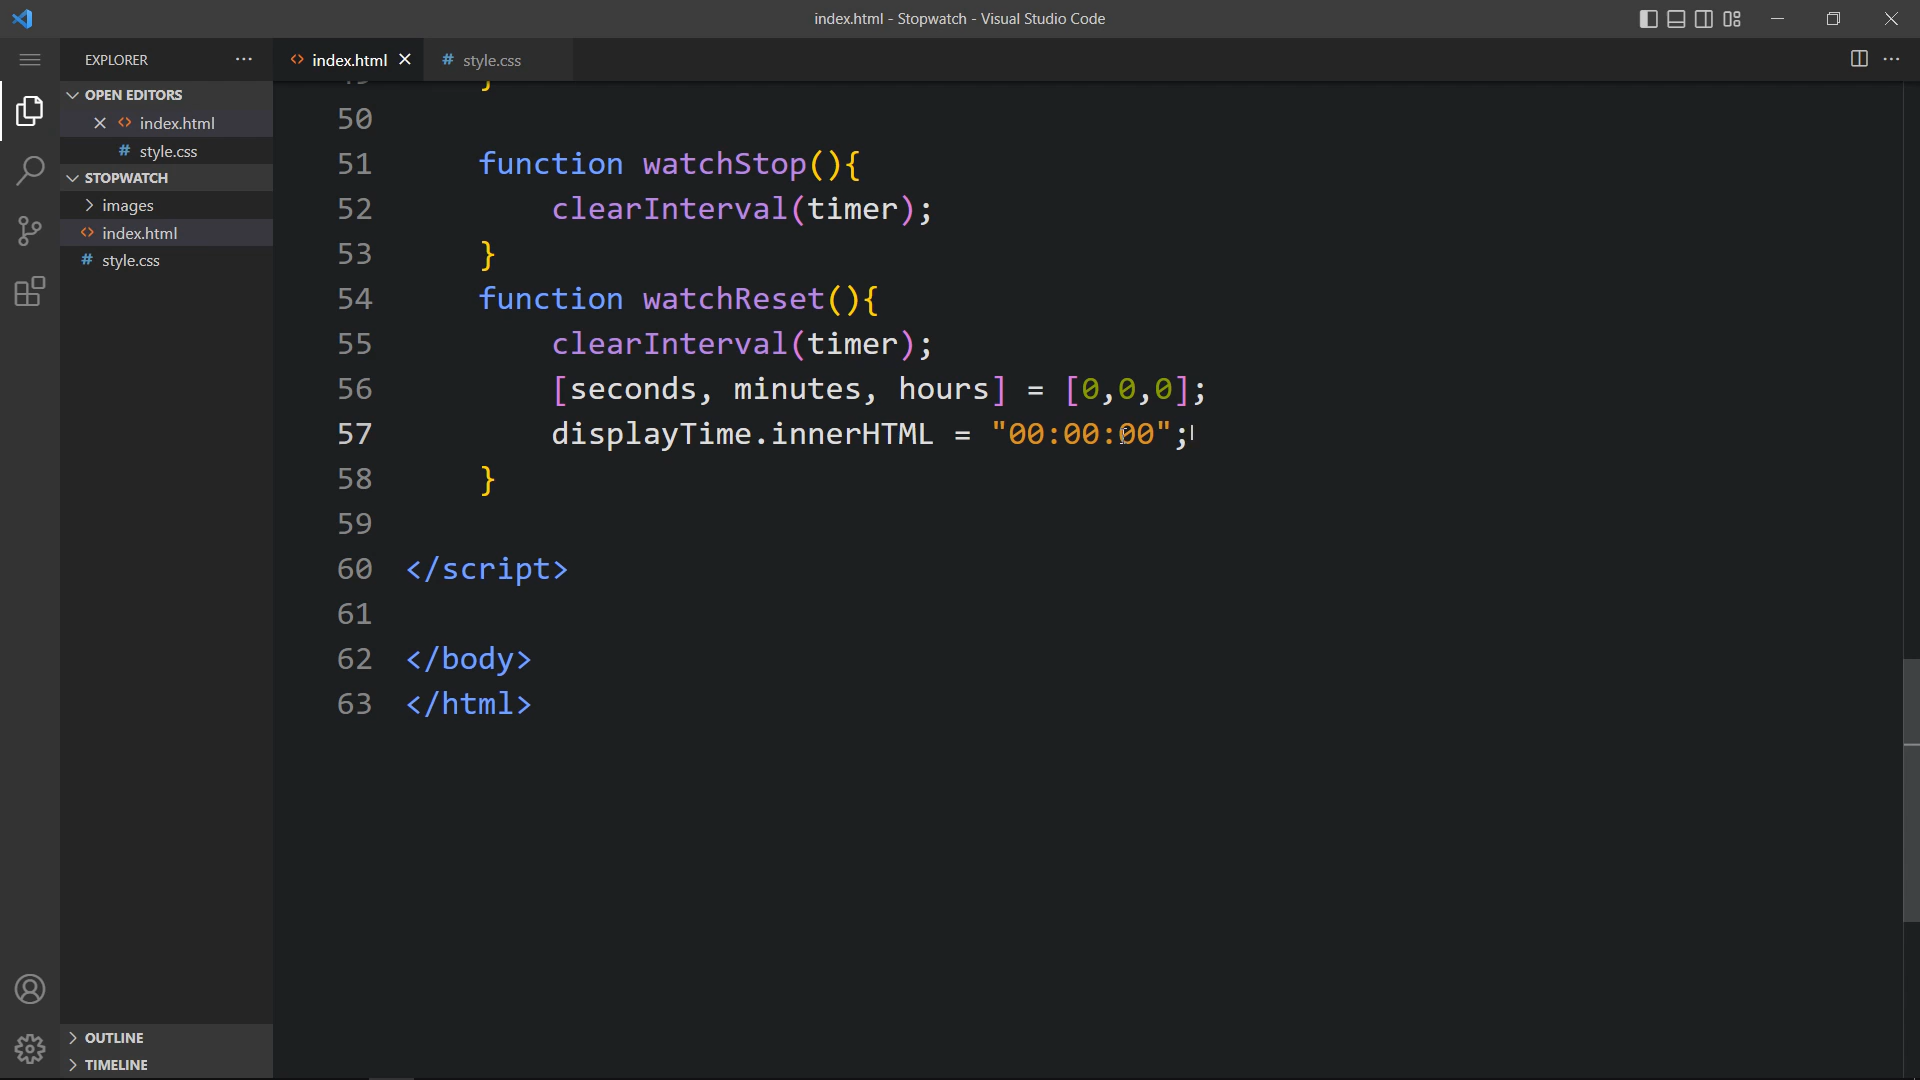 index.html - Stopwatch - Visual Studio Code
EXPLORER
index.html
# style.css
OPEN EDITORS
index.html
# style.css
STOPWATCH
images
index.html
# style.css
50
51 function watchStop(){
52 clearInterval(timer);
53 }
54 function watchReset(){
55 clearInterval(timer);
56 [seconds, minutes, hours] = [0,0,0];
57 displayTime.innerHTML = "00:00:00";
58 }
59
60 </script>
61
62 </body>
63 </html>
OUTLINE
TIMELINE